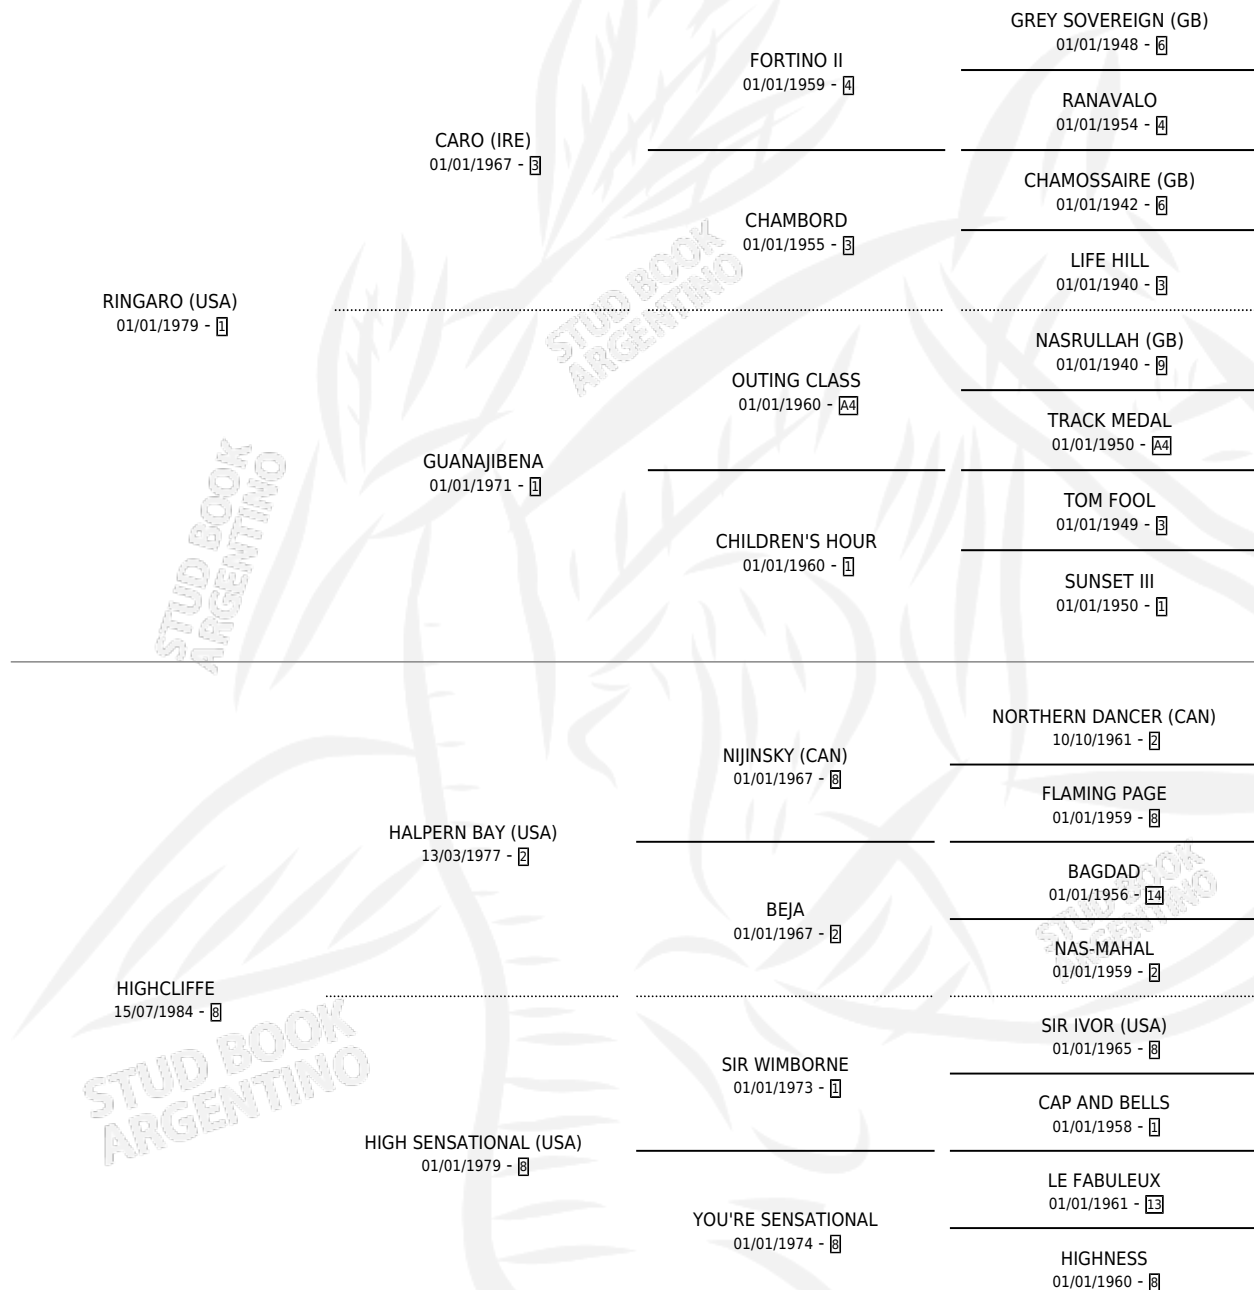 GREY SOVEREIGN (GB)
01/01/1948 - 6
FORTINO II
01/01/1959 - 4
RANAVALO
01/01/1954 - 4
CARO (IRE)
01/01/1967 - 3
CHAMOSSAIRE (GB)
01/01/1942 - 6
CHAMBORD
01/01/1955 - 3
LIFE HILL
01/01/1940 - 3
RINGARO (USA)
01/01/1979 - 1
STUD BOOK
ARGENTINO
NASRULLAH (GB)
01/01/1940 - 9
OUTING CLASS
01/01/1960 - A4
TRACK MEDAL
01/01/1950 - A4
GUANAJIBENA
01/01/1971 - 1
TOM FOOL
01/01/1949 - 3
CHILDREN'S HOUR
01/01/1960 - 1
SUNSET III
01/01/1950 - 1
STUD BOOK
ARGENTINO
NORTHERN DANCER (CAN)
10/10/1961 - 2
NIJINSKY (CAN)
01/01/1967 - 8
FLAMING PAGE
01/01/1959 - 8
HALPERN BAY (USA)
13/03/1977 - 2
BAGDAD
01/01/1956 - 14
BEJA
01/01/1967 - 2
STUD BOOK
ARGENTINO
NAS-MAHAL
01/01/1959 - 2
HIGHCLIFFE
15/07/1984 - 8
SIR IVOR (USA)
01/01/1965 - 8
STUD BOOK
ARGENTINO
SIR WIMBORNE
01/01/1973 - 1
CAP AND BELLS
01/01/1958 - 1
HIGH SENSATIONAL (USA)
01/01/1979 - 8
LE FABULEUX
01/01/1961 - 13
YOU'RE SENSATIONAL
01/01/1974 - 8
HIGHNESS
01/01/1960 - 8